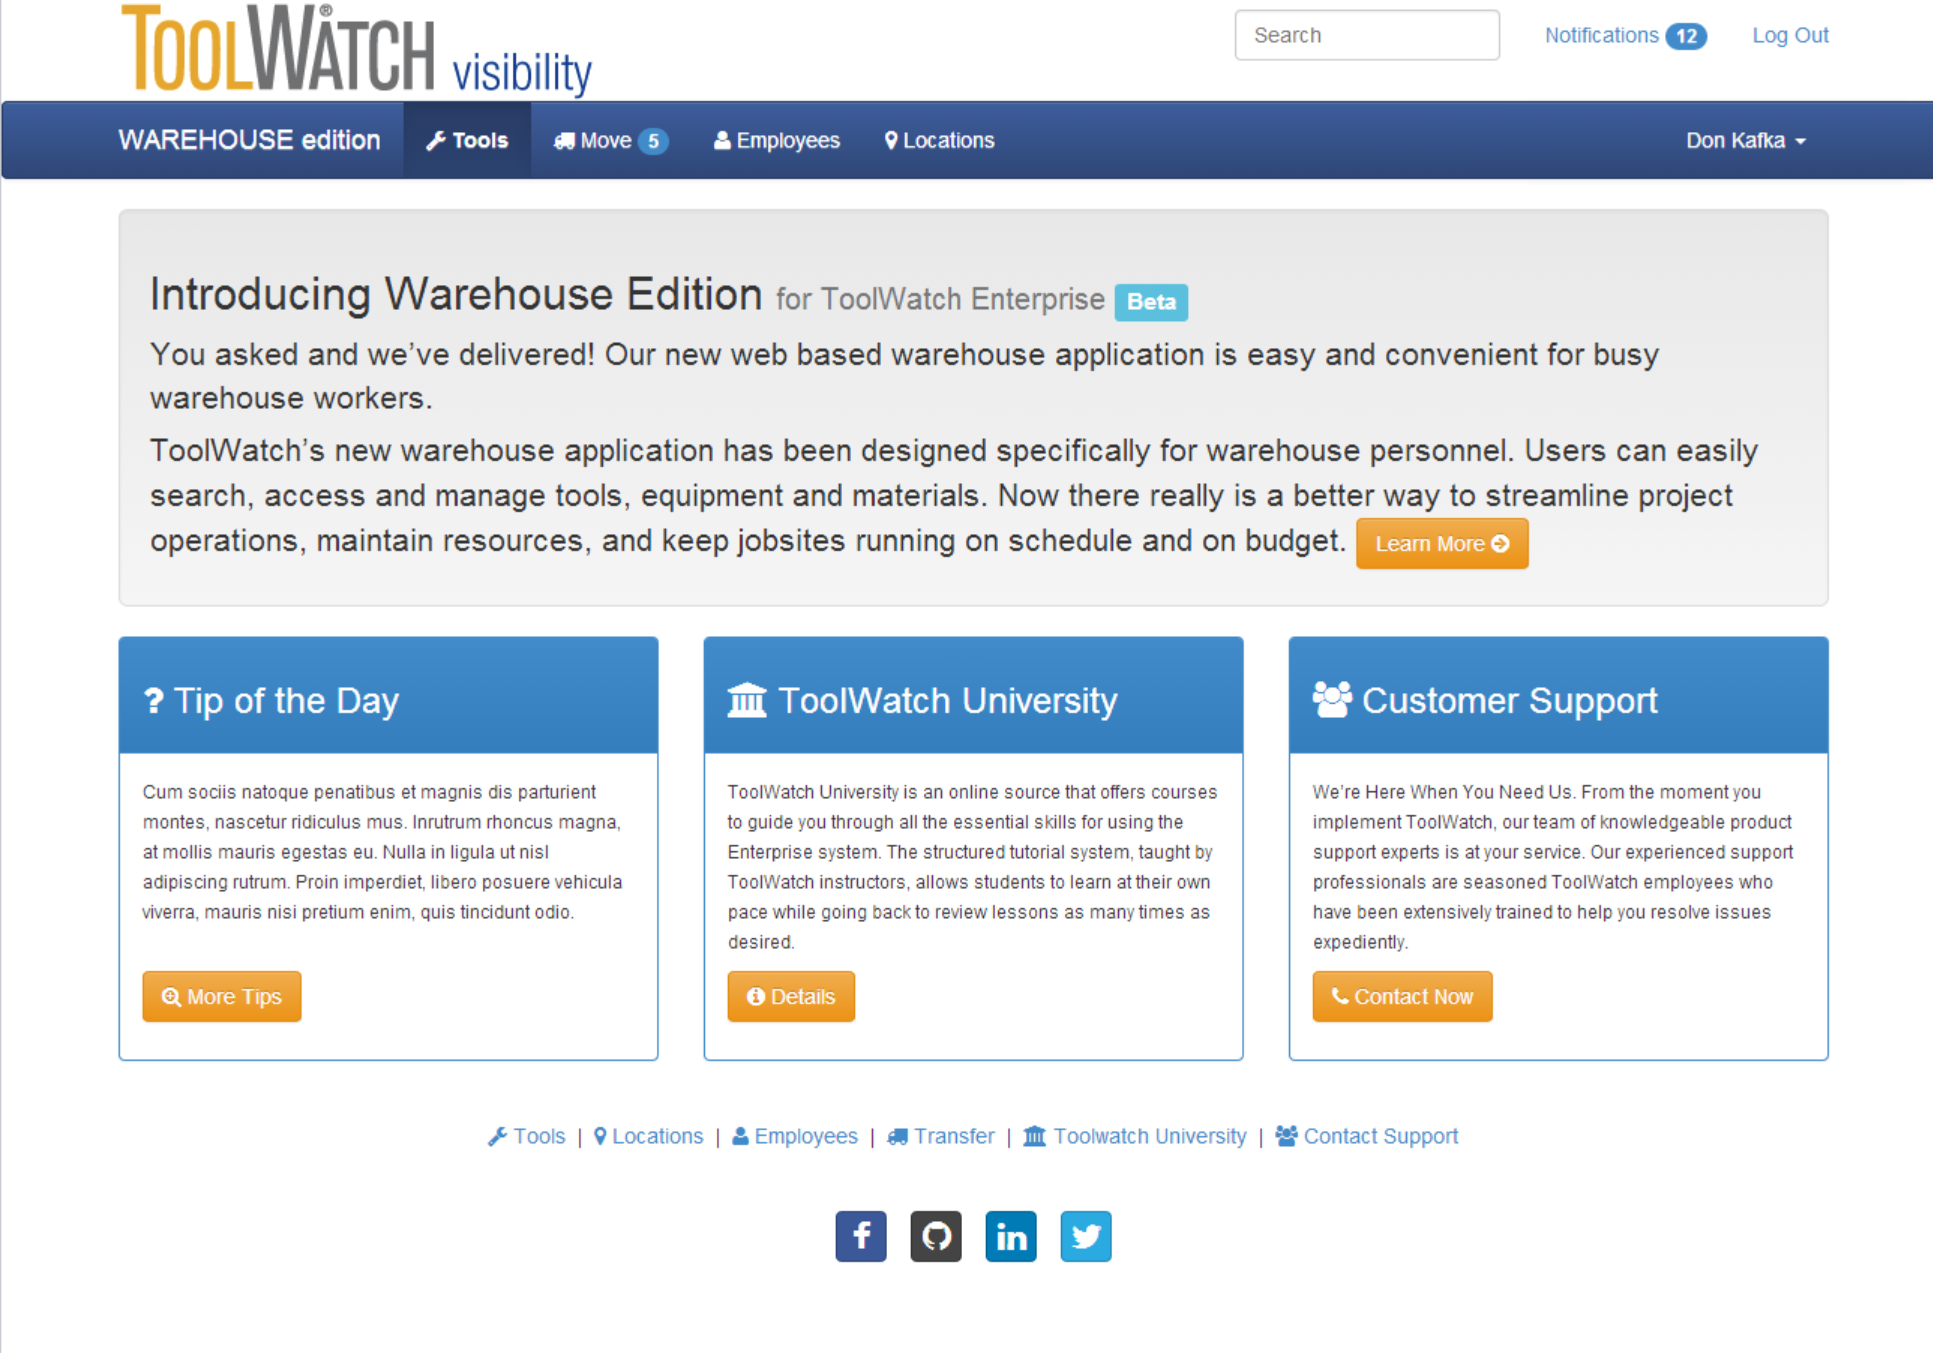 TOOLWATCH® visibility
Search
Notifications 12
Log Out
WAREHOUSE edition
Tools
Move 5
Employees
Locations
Don Kafka
Introducing Warehouse Edition for ToolWatch Enterprise Beta
You asked and we’ve delivered! Our new web based warehouse application is easy and convenient for busy
warehouse workers.
ToolWatch’s new warehouse application has been designed specifically for warehouse personnel. Users can easily
search, access and manage tools, equipment and materials. Now there really is a better way to streamline project
operations, maintain resources, and keep jobsites running on schedule and on budget. Learn More
? Tip of the Day
Cum sociis natoque penatibus et magnis dis parturient
montes, nascetur ridiculus mus. Inrutrum rhoncus magna,
at mollis mauris egestas eu. Nulla in ligula ut nisl
adipiscing rutrum. Proin imperdiet, libero posuere vehicula
viverra, mauris nisi pretium enim, quis tincidunt odio.
More Tips
ToolWatch University
ToolWatch University is an online source that offers courses
to guide you through all the essential skills for using the
Enterprise system. The structured tutorial system, taught by
ToolWatch instructors, allows students to learn at their own
pace while going back to review lessons as many times as
desired.
Details
Customer Support
We’re Here When You Need Us. From the moment you
implement ToolWatch, our team of knowledgeable product
support experts is at your service. Our experienced support
professionals are seasoned ToolWatch employees who
have been extensively trained to help you resolve issues
expediently.
Contact Now
Tools | Locations | Employees | Transfer | Toolwatch University | Contact Support
f
in